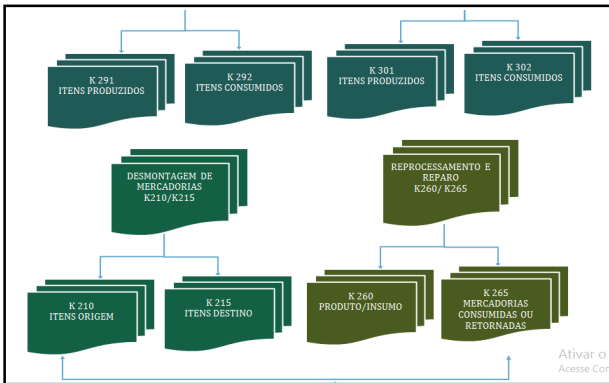 K 291
ITENS PRODUZIDOS
K 292
ITENS CONSUMIDOS
K 301
ITENS PRODUZIDOS
K 302
ITENS CONSUMIDOS
DESMONTAGEM DE
MERCADORIAS
K210/K215
REPROCESSAMENTO E
REPARO
K260/ K265
K 210
ITENS ORIGEM
K 215
ITENS DESTINO
K 260
PRODUTO/INSUMO
K 265
MERCADORIAS
CONSUMIDAS OU
RETORNADAS
Ativar o
Acesse